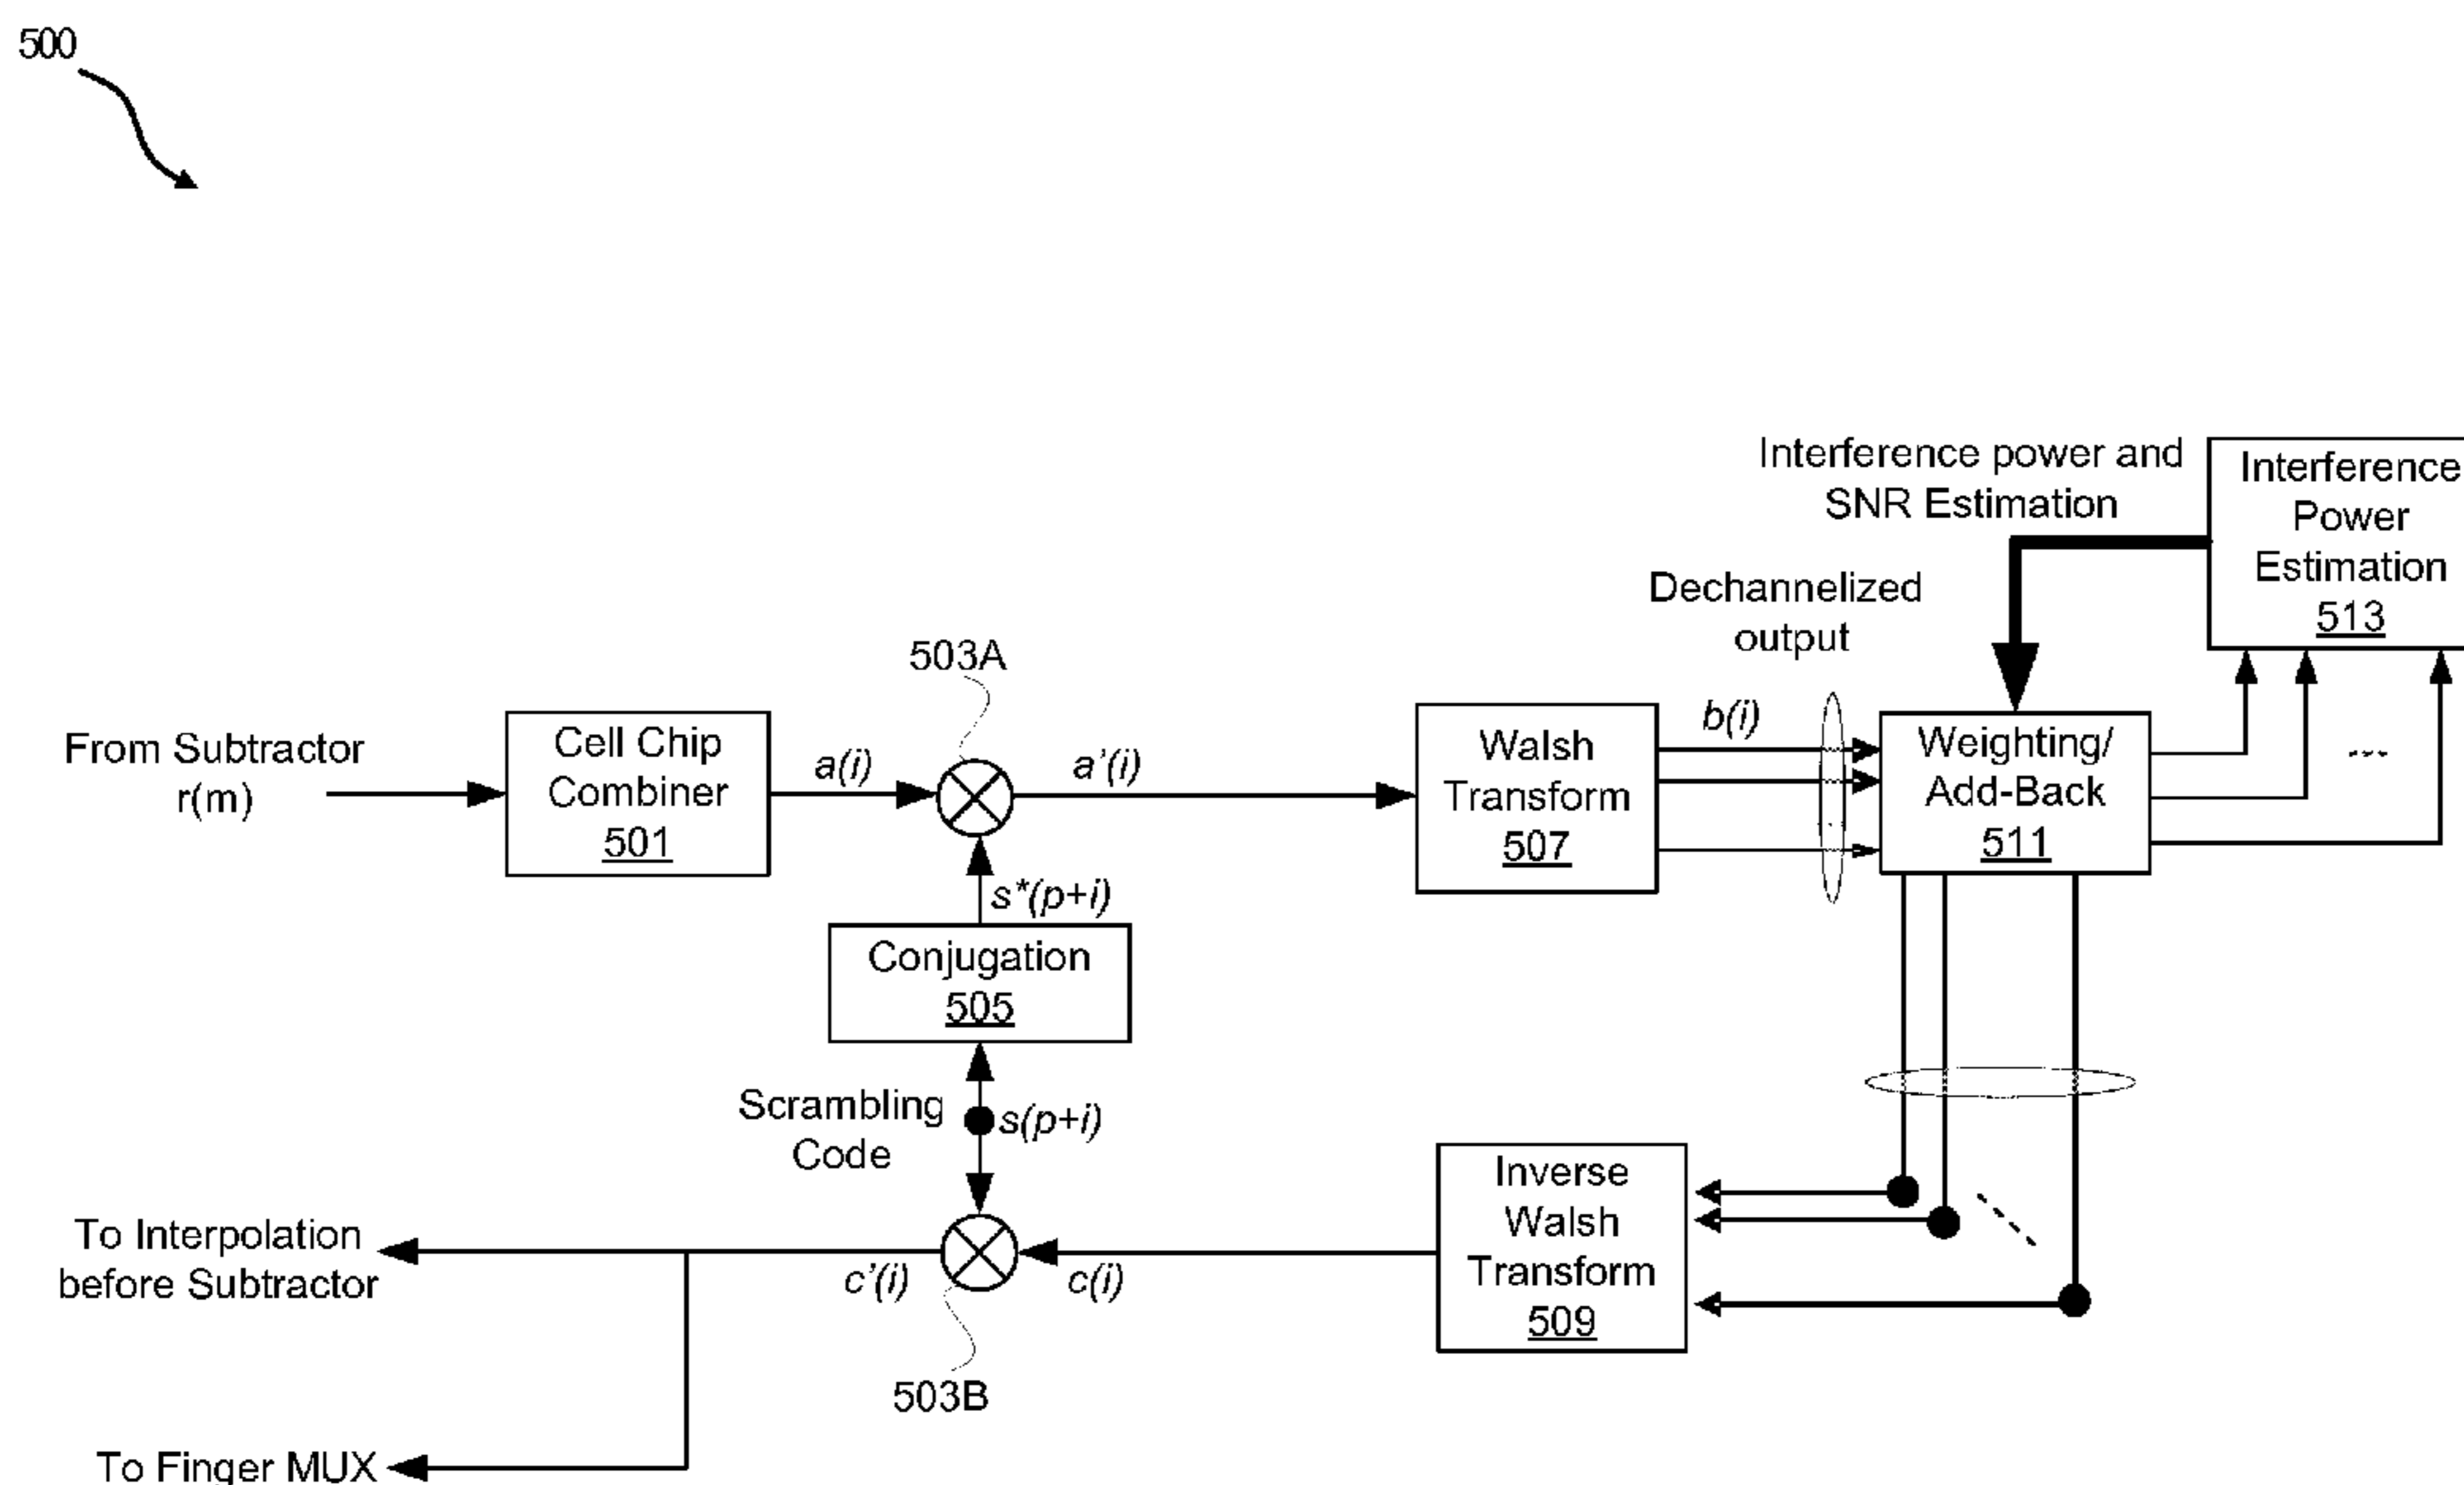 500
Interference power and
SNR Estimation
Interference
Power
Estimation
513
Dechannelized
output
503A
From Subtractor
r(m)
Cell Chip
Combiner
501
a(i)
a'(i)
Walsh
Transform
507
b(i)
Weighting/
Add-Back
511
---
s*(p+i)
Conjugation
505
Scrambling
Code
s(p+i)
Inverse
Walsh
Transform
509
To Interpolation
before Subtractor
c'(i)
c(i)
503B
To Finger MUX